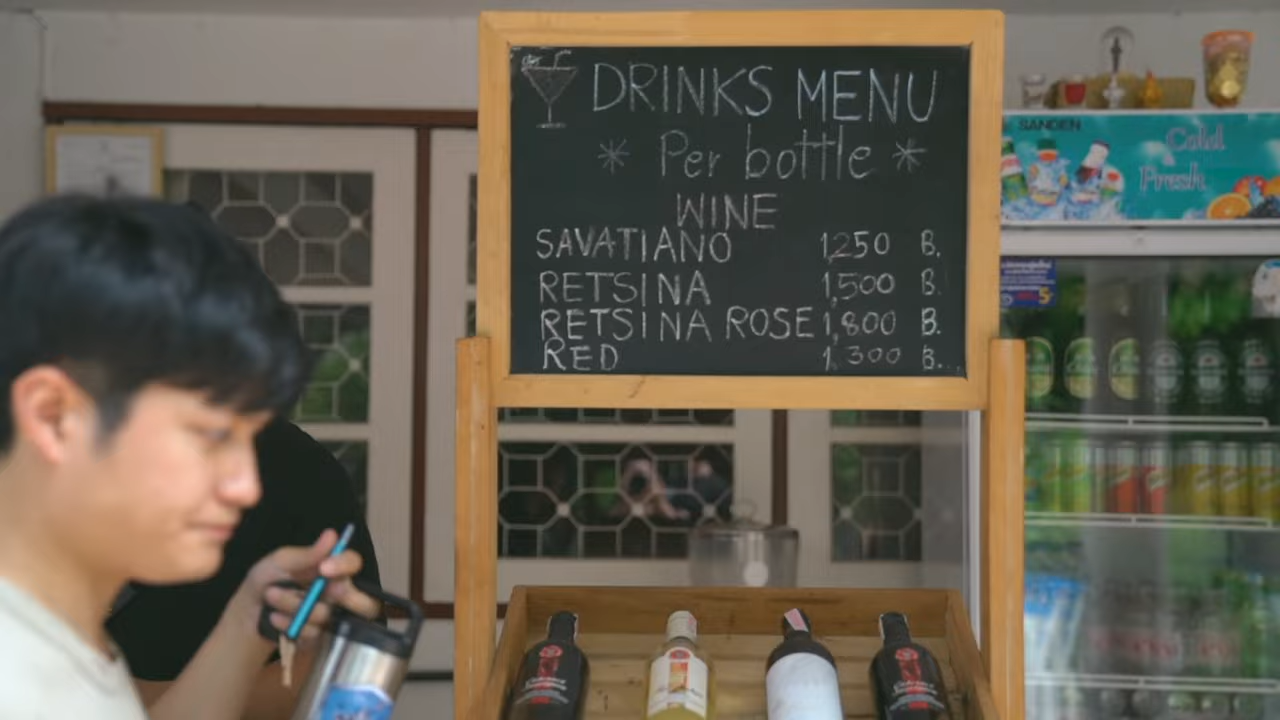 DRINKS MENU
* Per bottle *
WINE
SAVATIANO 1,250 B.
RETSINA 1,500 B.
RETSINA ROSE 1,800 B.
RED 1,300 B.
SANDEN
Cold
Fresh